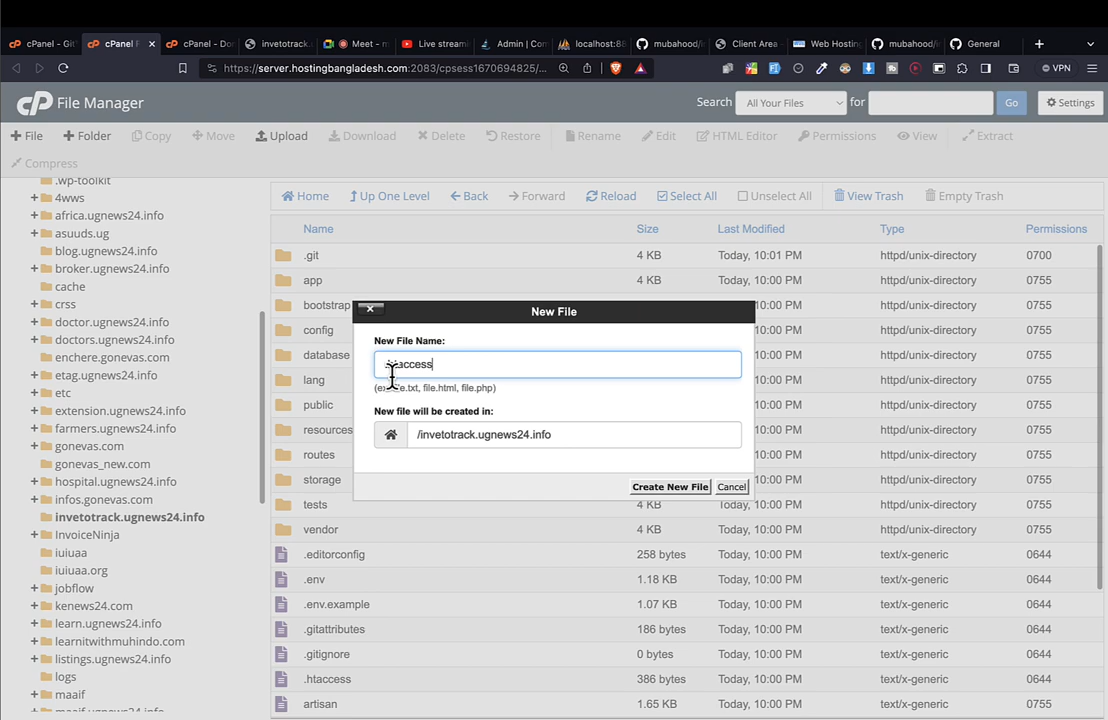 cPanel - Git
cPanel F
cPanel - Do
invetotrack.
Meet - m
Live stream
Admin | Con
localhost:88
mubahood/i
Client Area -
Web Hosting
mubahood/i
General
https://server.hostingbangladesh.com:2083/cpsess1670694825/...
VPN
cP File Manager
Search
All Your Files
for
Go
Settings
File
Folder
Copy
Move
Upload
Download
Delete
Restore
Rename
Edit
HTML Editor
Permissions
View
Extract
Compress
.wp-toolkit
4wws
africa.ugnews24.info
asuuds.ug
blog.ugnews24.info
broker.ugnews24.info
cache
crss
doctor.ugnews24.info
doctors.ugnews24.info
enchere.gonevas.com
etag.ugnews24.info
etc
extension.ugnews24.info
farmers.ugnews24.info
gonevas.com
gonevas_new.com
hospital.ugnews24.info
infos.gonevas.com
invetotrack.ugnews24.info
InvoiceNinja
iuiuaa
iuiuaa.org
jobflow
kenews24.com
learn.ugnews24.info
learnitwithmuhindo.com
listings.ugnews24.info
logs
maaif
maaif.ugnews24.info
Home
Up One Level
Back
Forward
Reload
Select All
Unselect All
View Trash
Empty Trash
Name Size Last Modified Type Permissions
.git 4 KB Today, 10:01 PM httpd/unix-directory 0700
app 4 KB Today, 10:00 PM httpd/unix-directory 0755
bootstrap 10:00 PM httpd/unix-directory 0755
config 10:00 PM httpd/unix-directory 0755
database 10:00 PM httpd/unix-directory 0755
lang 10:00 PM httpd/unix-directory 0755
public 10:00 PM httpd/unix-directory 0755
resources 10:00 PM httpd/unix-directory 0755
routes 10:00 PM httpd/unix-directory 0755
storage 10:00 PM httpd/unix-directory 0755
tests 4 KB Today, 10:00 PM httpd/unix-directory 0755
vendor 4 KB Today, 10:00 PM httpd/unix-directory 0755
.editorconfig 258 bytes Today, 10:00 PM text/x-generic 0644
.env 1.18 KB Today, 10:00 PM text/x-generic 0644
.env.example 1.07 KB Today, 10:00 PM text/x-generic 0644
.gitattributes 186 bytes Today, 10:00 PM text/x-generic 0644
.gitignore 0 bytes Today, 10:00 PM text/x-generic 0644
.htaccess 386 bytes Today, 10:00 PM text/x-generic 0644
artisan 1.65 KB Today, 10:00 PM text/x-generic 0755
New File
New File Name:
access
file.html, file.php)
New file will be created in:
/invetotrack.ugnews24.info
Create New File
Cancel